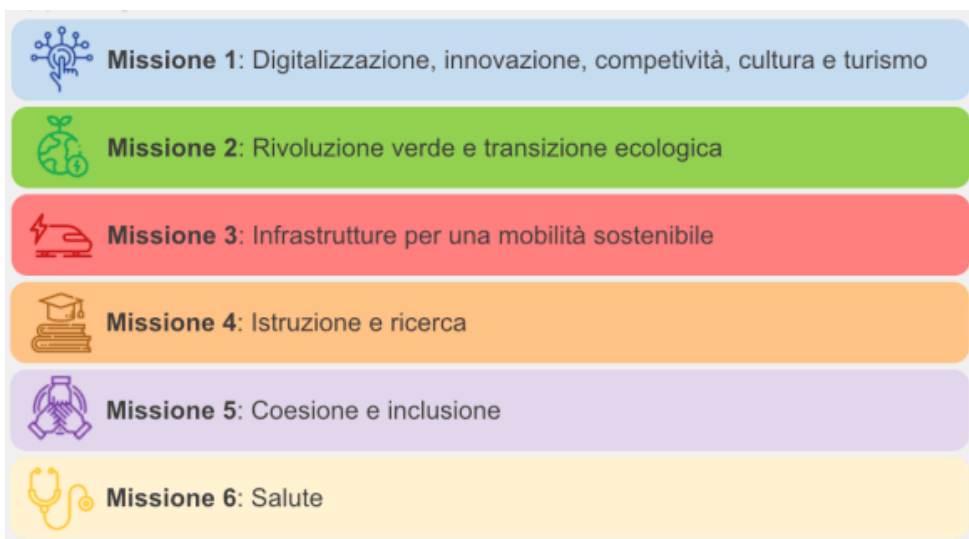 Missione 1: Digitalizzazione, innovazione, competività, cultura e turismo
Missione 2: Rivoluzione verde e transizione ecologica
Missione 3: Infrastrutture per una mobilità sostenibile
Missione 4: Istruzione e ricerca
Missione 5: Coesione e inclusione
Missione 6: Salute